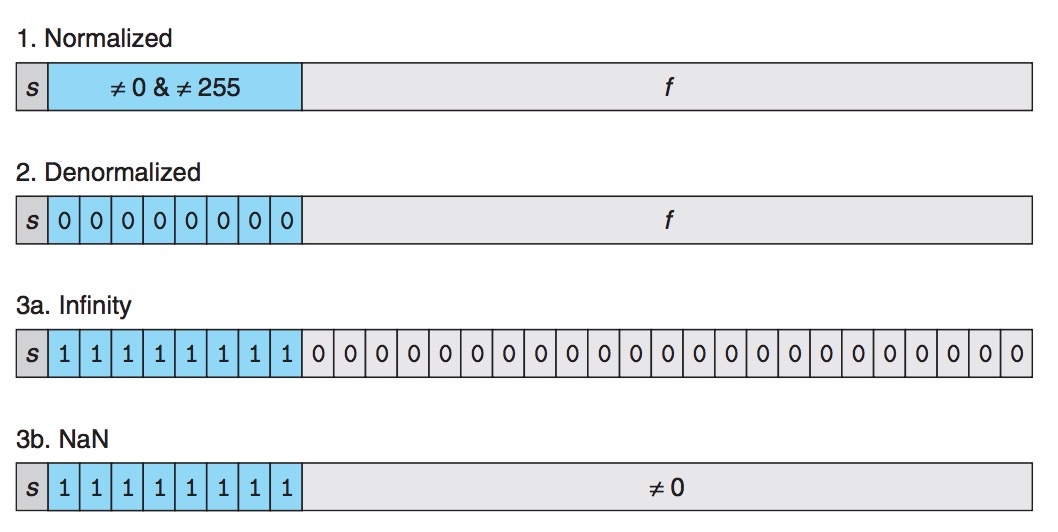 1. Normalized
s ≠ 0 & ≠ 255 f
2. Denormalized
s 0 0 0 0 0 0 0 0 f
3a. Infinity
s 1 1 1 1 1 1 1 1 0 0 0 0 0 0 0 0 0 0 0 0 0 0 0 0 0 0 0 0 0 0 0
3b. NaN
s 1 1 1 1 1 1 1 1 ≠ 0